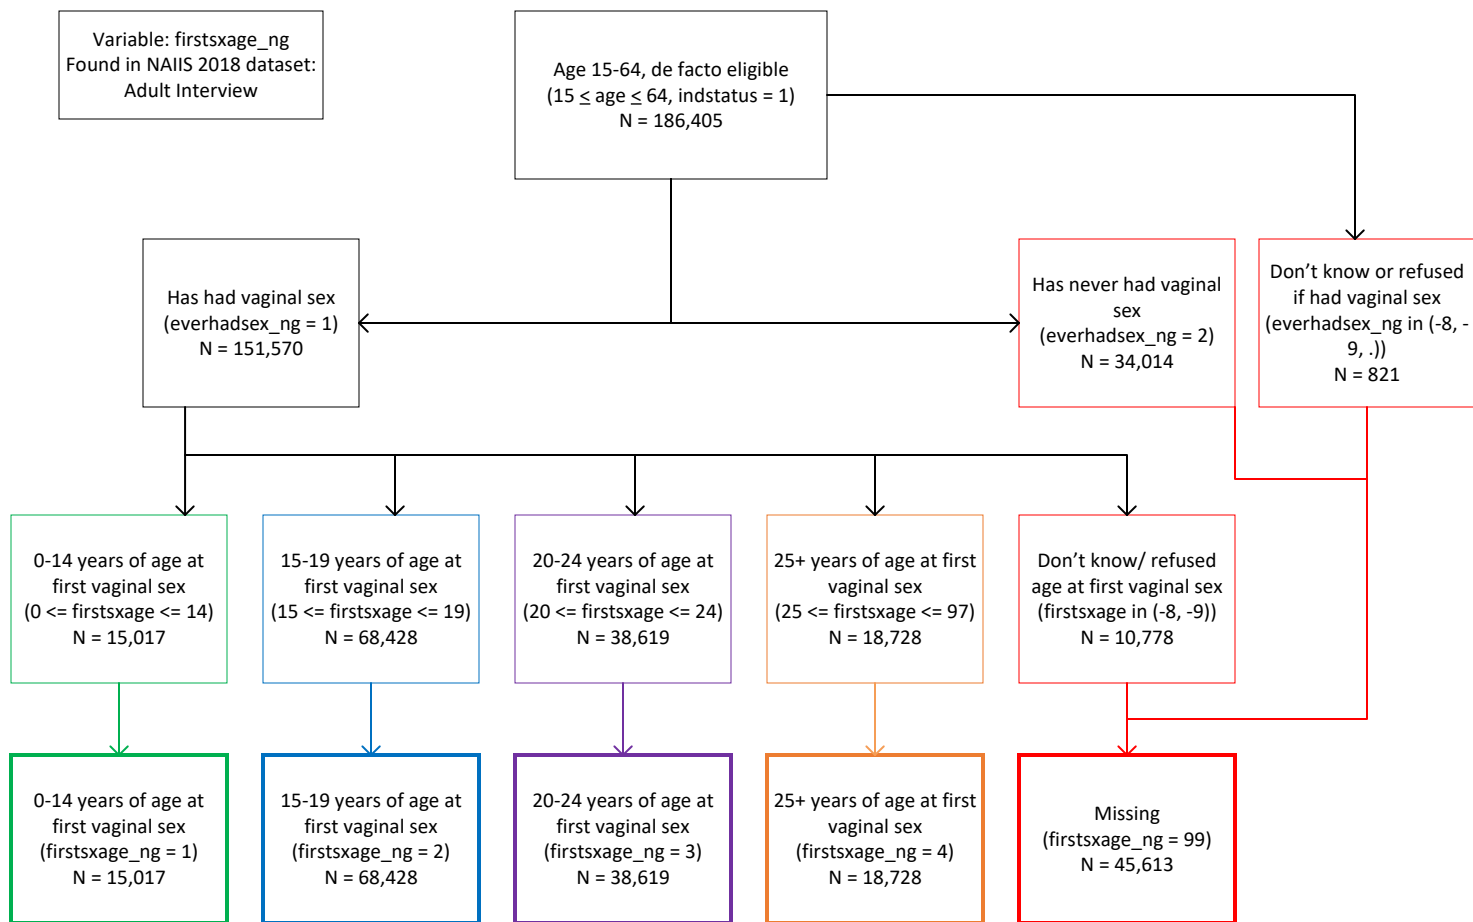 Variable: firstsxage_ng
Found in NAIIS 2018 dataset:
Adult Interview
Age 15-64, de facto eligible
(15 ≤ age ≤ 64, indstatus = 1)
N = 186,405
Has had vaginal sex
(everhadsex_ng = 1)
N = 151,570
Has never had vaginal
sex
(everhadsex_ng = 2)
N = 34,014
Don’t know or refused
if had vaginal sex
(everhadsex_ng in (-8, -
9, .))
N = 821
0-14 years of age at
first vaginal sex
(0 <= firstsxage <= 14)
N = 15,017
15-19 years of age at
first vaginal sex
(15 <= firstsxage <= 19)
N = 68,428
20-24 years of age at
first vaginal sex
(20 <= firstsxage <= 24)
N = 38,619
25+ years of age at first
vaginal sex
(25 <= firstsxage <= 97)
N = 18,728
Don’t know/ refused
age at first vaginal sex
(firstsxage in (-8, -9))
N = 10,778
0-14 years of age at
first vaginal sex
(firstsxage_ng = 1)
N = 15,017
15-19 years of age at
first vaginal sex
(firstsxage_ng = 2)
N = 68,428
20-24 years of age at
first vaginal sex
(firstsxage_ng = 3)
N = 38,619
25+ years of age at first
vaginal sex
(firstsxage_ng = 4)
N = 18,728
Missing
(firstsxage_ng = 99)
N = 45,613